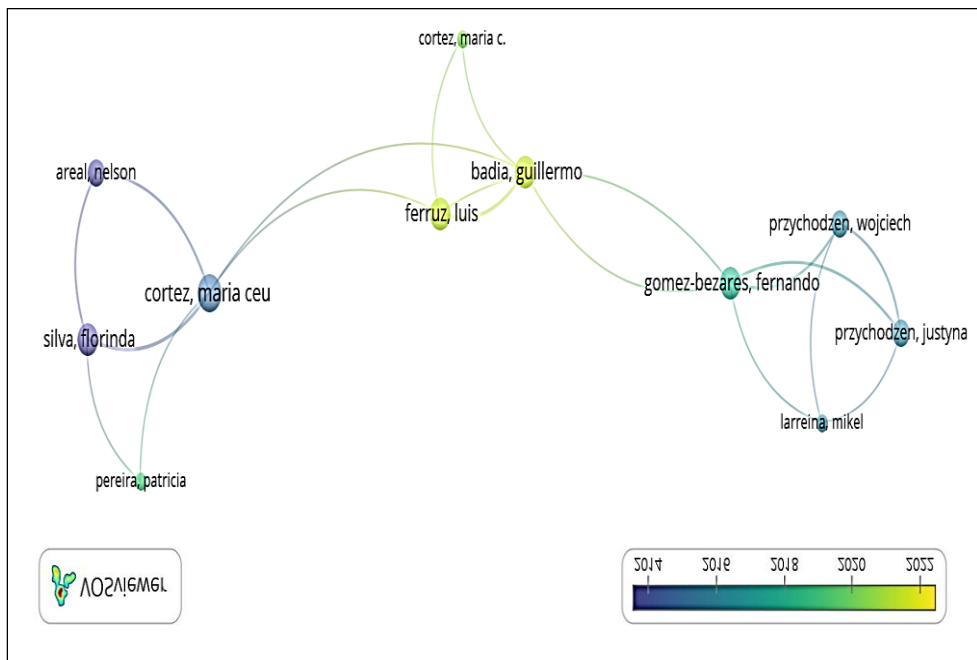 cortez, maria c.
areal, nelson
badia, guillermo
ferruz, luis
przychodzen, wojciech
gomez-bezares, fernando
cortez, maria ceu
silva, florinda
przychodzen, justyna
larreina, mikel
pereira, patricia
VOSviewer
2014 2016 2018 2020 2022